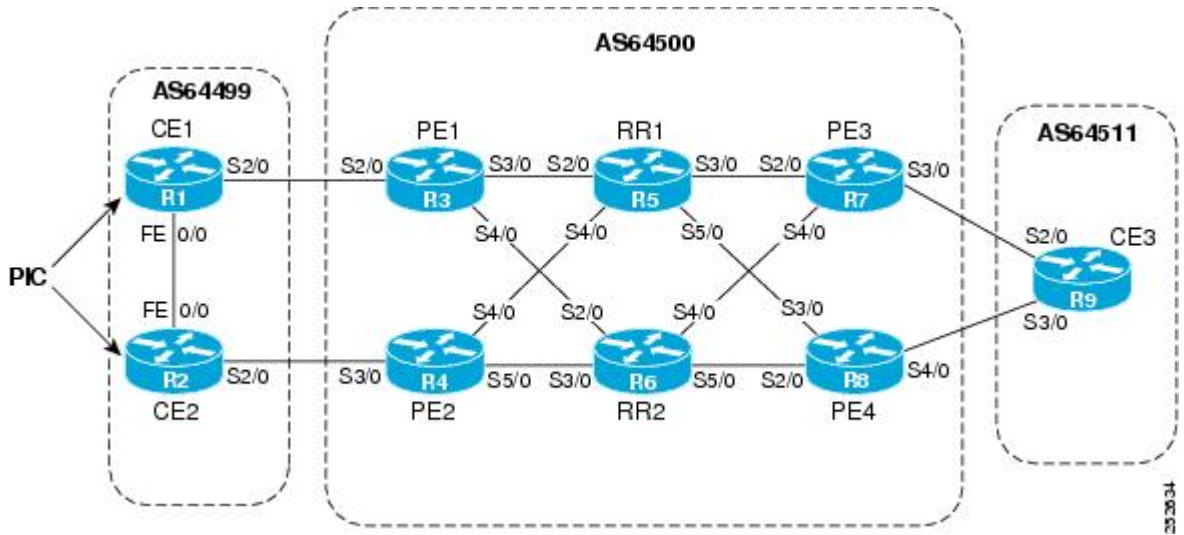 AS64500
AS64499
AS64511
CE1
PE1
RR1
PE3
S2/0
S2/0
S3/0
S2/0
S3/0
S2/0
S3/0
R1
R3
R5
R7
FE 0/0
S4/0
S4/0
S5/0
S4/0
S2/0
CE3
PIC
R9
FE 0/0
S4/0
S2/0
S4/0
S3/0
S3/0
R2
R4
R6
R8
S2/0
S3/0
S5/0
S3/0
S5/0
S2/0
S4/0
CE2
PE2
RR2
PE4